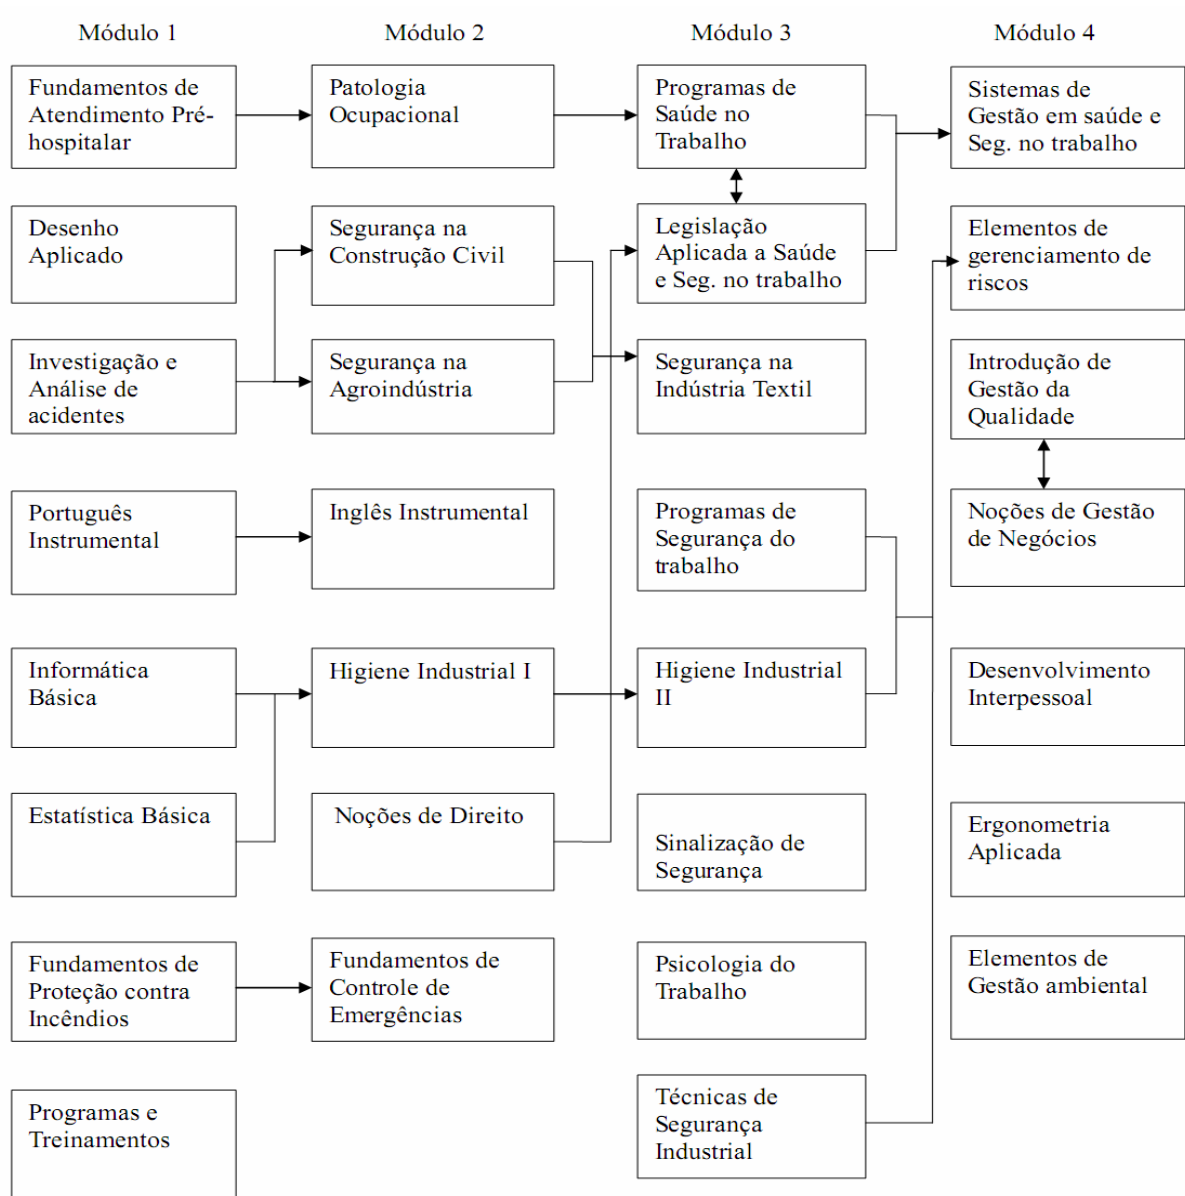 Módulo 1
Módulo 2
Módulo 3
Módulo 4
Fundamentos de
Atendimento Pré-
hospitalar
Patologia
Ocupacional
Programas de
Saúde no
Trabalho
Sistemas de
Gestão em saúde e
Seg. no trabalho
Desenho
Aplicado
Segurança na
Construção Civil
Legislação
Aplicada a Saúde
e Seg. no trabalho
Elementos de
gerenciamento de
riscos
Investigação e
Análise de
acidentes
Segurança na
Agroindústria
Segurança na
Indústria Textil
Introdução de
Gestão da
Qualidade
Português
Instrumental
Inglês Instrumental
Programas de
Segurança do
trabalho
Noções de Gestão
de Negócios
Informática
Básica
Higiene Industrial I
Higiene Industrial
II
Desenvolvimento
Interpessoal
Estatística Básica
Noções de Direito
Sinalização de
Segurança
Ergonometria
Aplicada
Fundamentos de
Proteção contra
Incêndios
Fundamentos de
Controle de
Emergências
Psicologia do
Trabalho
Elementos de
Gestão ambiental
Programas e
Treinamentos
Técnicas de
Segurança
Industrial